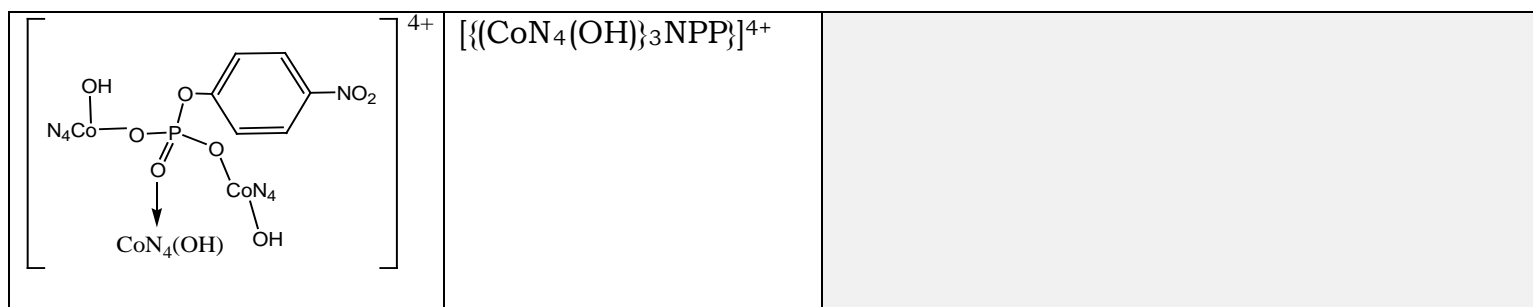 4+
OH
N₄Co
O
P
O
NO₂
O
O
CoN₄
OH
CoN₄(OH)
[{(CoN₄(OH)}₃NPP}]⁴⁺